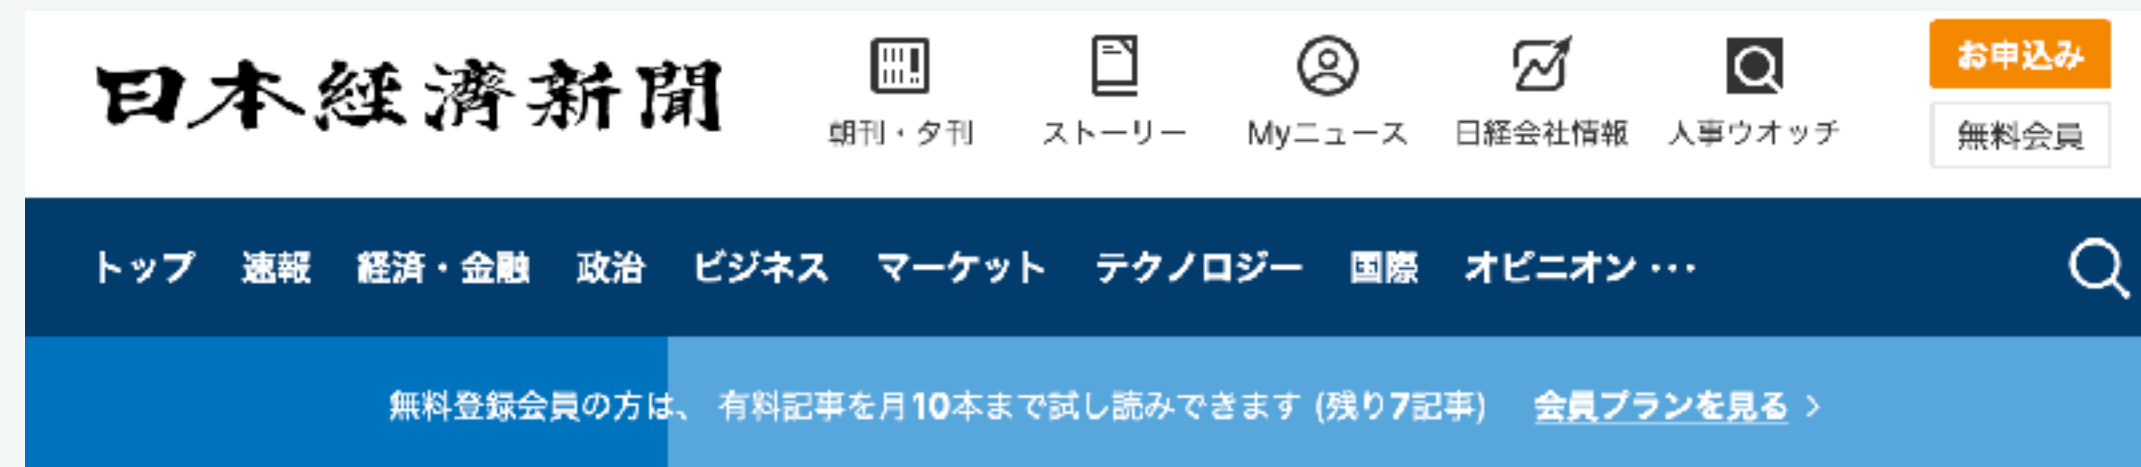 日本經濟新聞
朝刊・夕刊 ストーリー Myニュース 日経会社情報 人事ウオッチ
お申込み
無料会員
トップ 速報 経済・金融 政治 ビジネス マーケット テクノロジー 国際 オピニオン ···
無料登録会員の方は、 有料記事を月10本まで試し読みできます (残り7記事) 会員プランを見る >